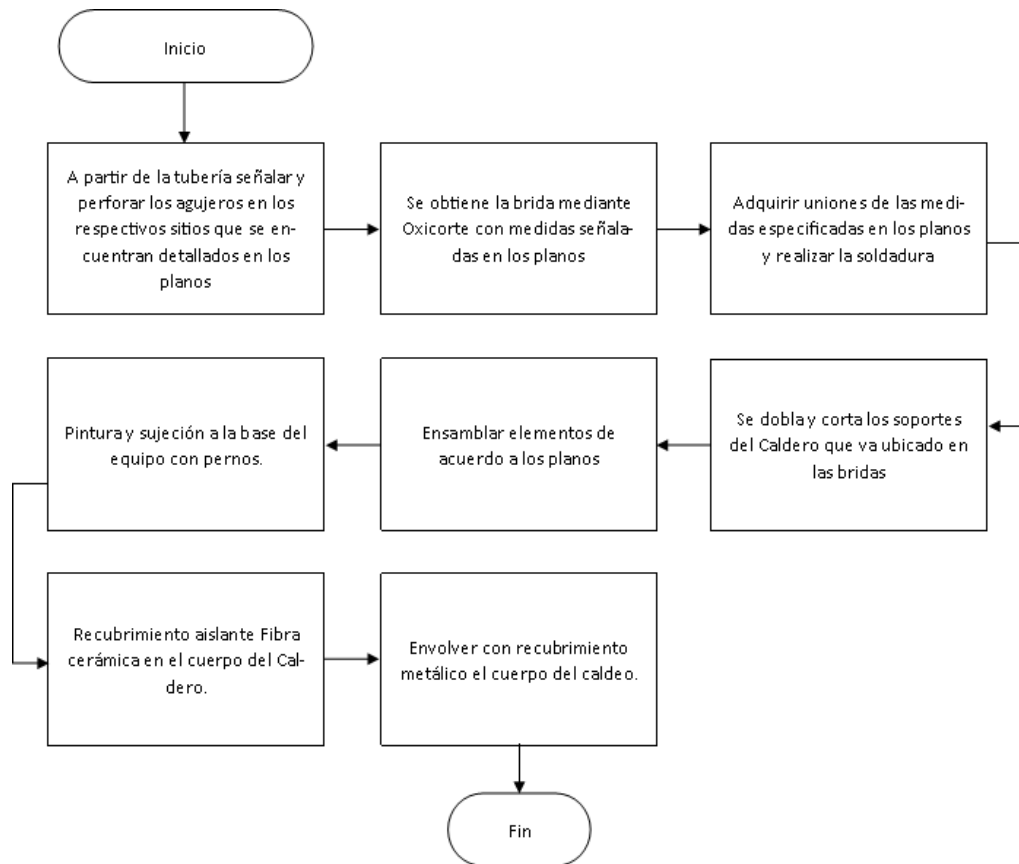 Inicio
A partir de la tubería señalar y
perforar los agujeros en los
respectivos sitios que se en-
cuentran detallados en los
planos
Se obtiene la brida mediante
Oxicorte con medidas señala-
das en los planos
Adquirir uniones de las medi-
das especificadas en los planos
y realizar la soldadura
Se dobla y corta los soportes
del Caldero que va ubicado en
las bridas
Ensamblar elementos de
acuerdo a los planos
Pintura y sujeción a la base del
equipo con pernos.
Recubrimiento aislante Fibra
cerámica en el cuerpo del Cal-
dero.
Envolver con recubrimiento
metálico el cuerpo del caldeo.
Fin